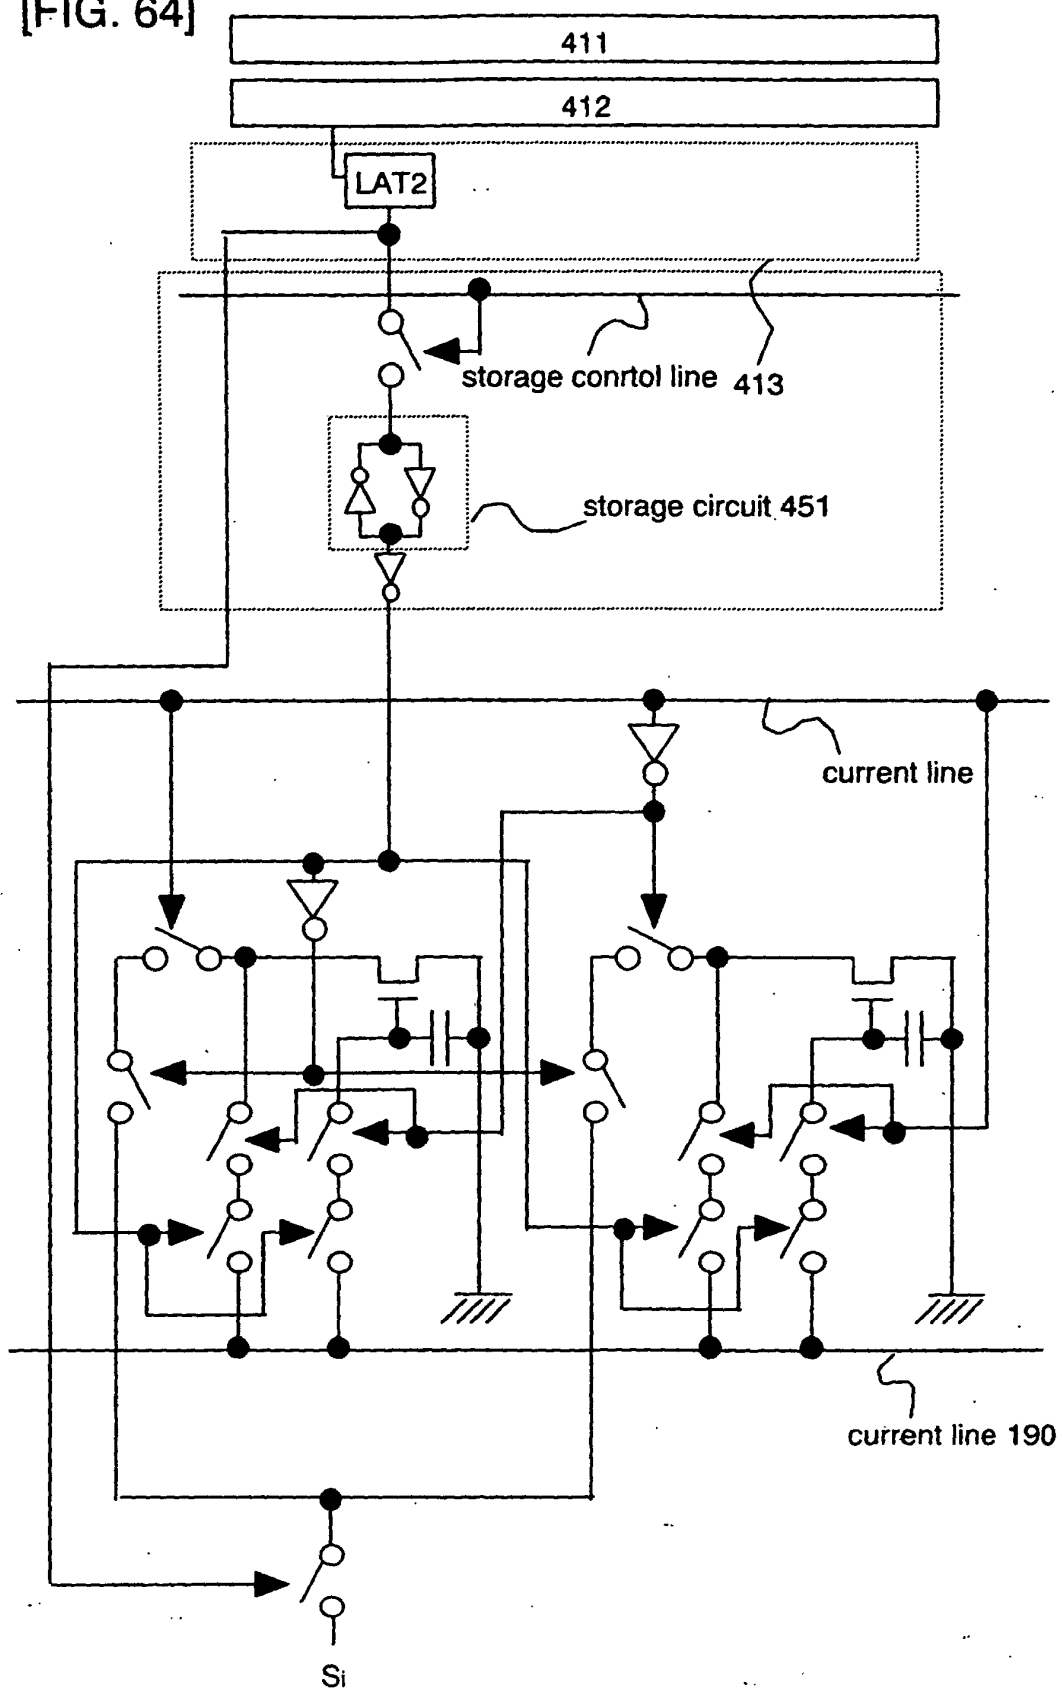 [FIG. 64]
411
412
LAT2
storage conrtol line
413
storage circuit 451
current line
current line 190
Si